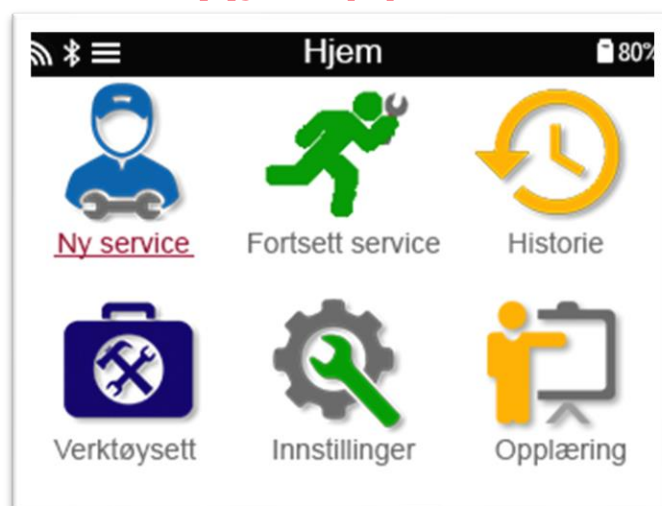 Hjem
80%
Ny service
Fortsett service
Historie
Verktøysett
Innstillinger
Opplæring